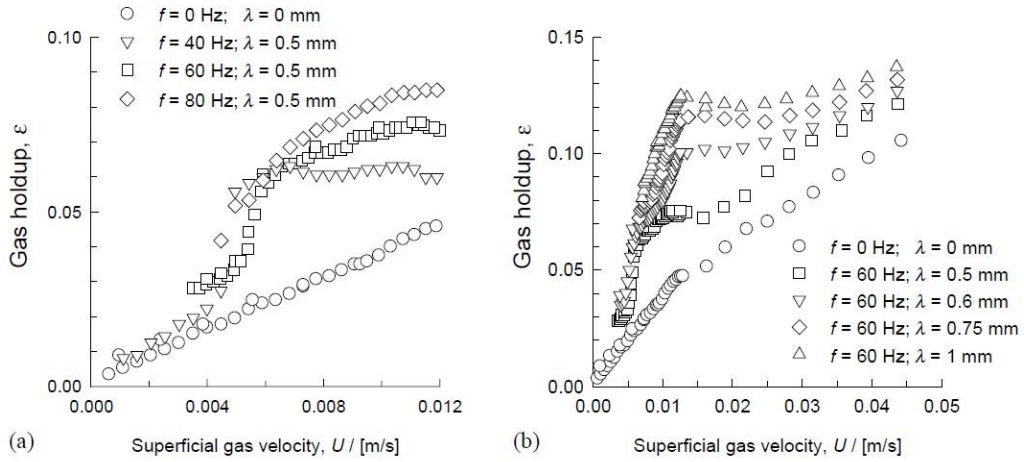 f = 0 Hz; λ = 0 mm
f = 40 Hz; λ = 0.5 mm
f = 60 Hz; λ = 0.5 mm
f = 80 Hz; λ = 0.5 mm
0.10
0.05
0.00
Gas holdup, ε
0.000 0.004 0.008 0.012
(a) Superficial gas velocity, U / [m/s]
0.15
0.10
0.05
0.00
Gas holdup, ε
f = 0 Hz; λ = 0 mm
f = 60 Hz; λ = 0.5 mm
f = 60 Hz; λ = 0.6 mm
f = 60 Hz; λ = 0.75 mm
f = 60 Hz; λ = 1 mm
0.00 0.01 0.02 0.03 0.04 0.05
(b) Superficial gas velocity, U / [m/s]